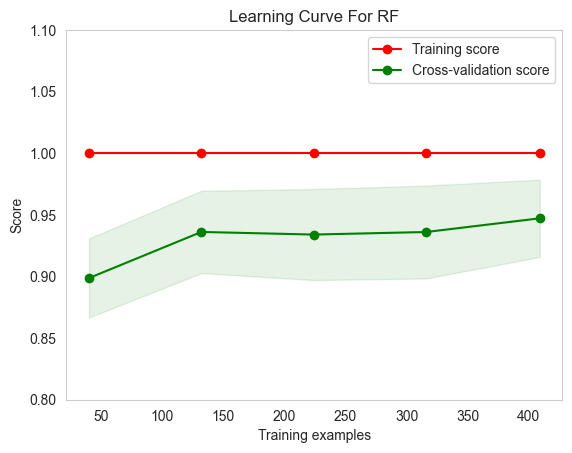 Learning Curve For RF
Training score
Cross-validation score
1.10
1.05
1.00
0.95
0.90
0.85
0.80
Score
50 100 150 200 250 300 350 400
Training examples